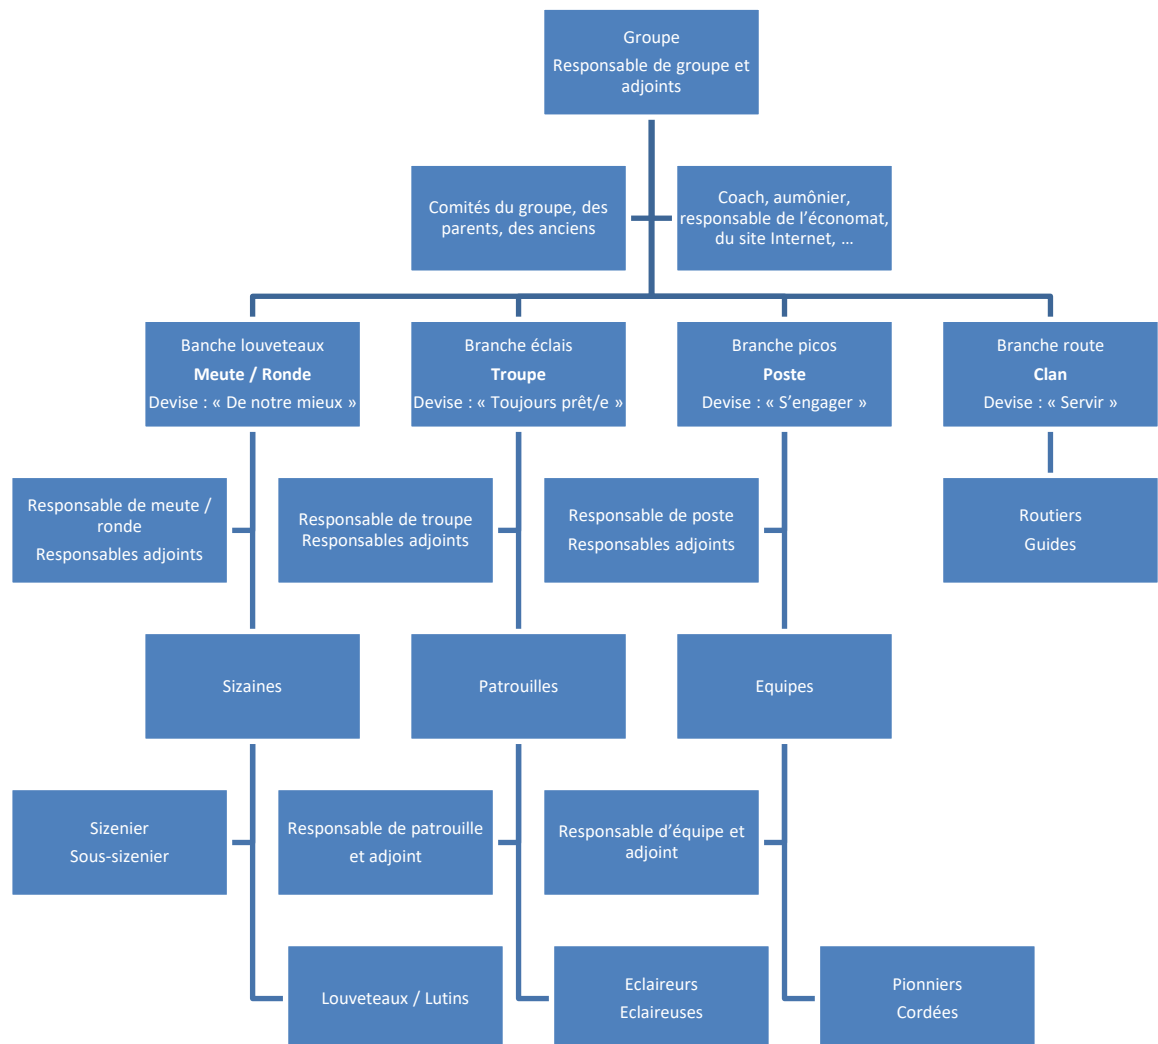 Groupe
Responsable de groupe et
adjoints
Comités du groupe, des
parents, des anciens
Coach, aumônier,
responsable de l'économat,
du site Internet, …
Banche louveteaux
Meute / Ronde
Devise : « De notre mieux »
Branche éclais
Troupe
Devise : « Toujours prêt/e »
Branche picos
Poste
Devise : « S'engager »
Branche route
Clan
Devise : « Servir »
Responsable de meute /
ronde
Responsables adjoints
Responsable de troupe
Responsables adjoints
Responsable de poste
Responsables adjoints
Routiers
Guides
Sizaines
Patrouilles
Equipes
Sizenier
Sous-sizenier
Responsable de patrouille
et adjoint
Responsable d'équipe et
adjoint
Louveteaux / Lutins
Eclaireurs
Eclaireuses
Pionniers
Cordées